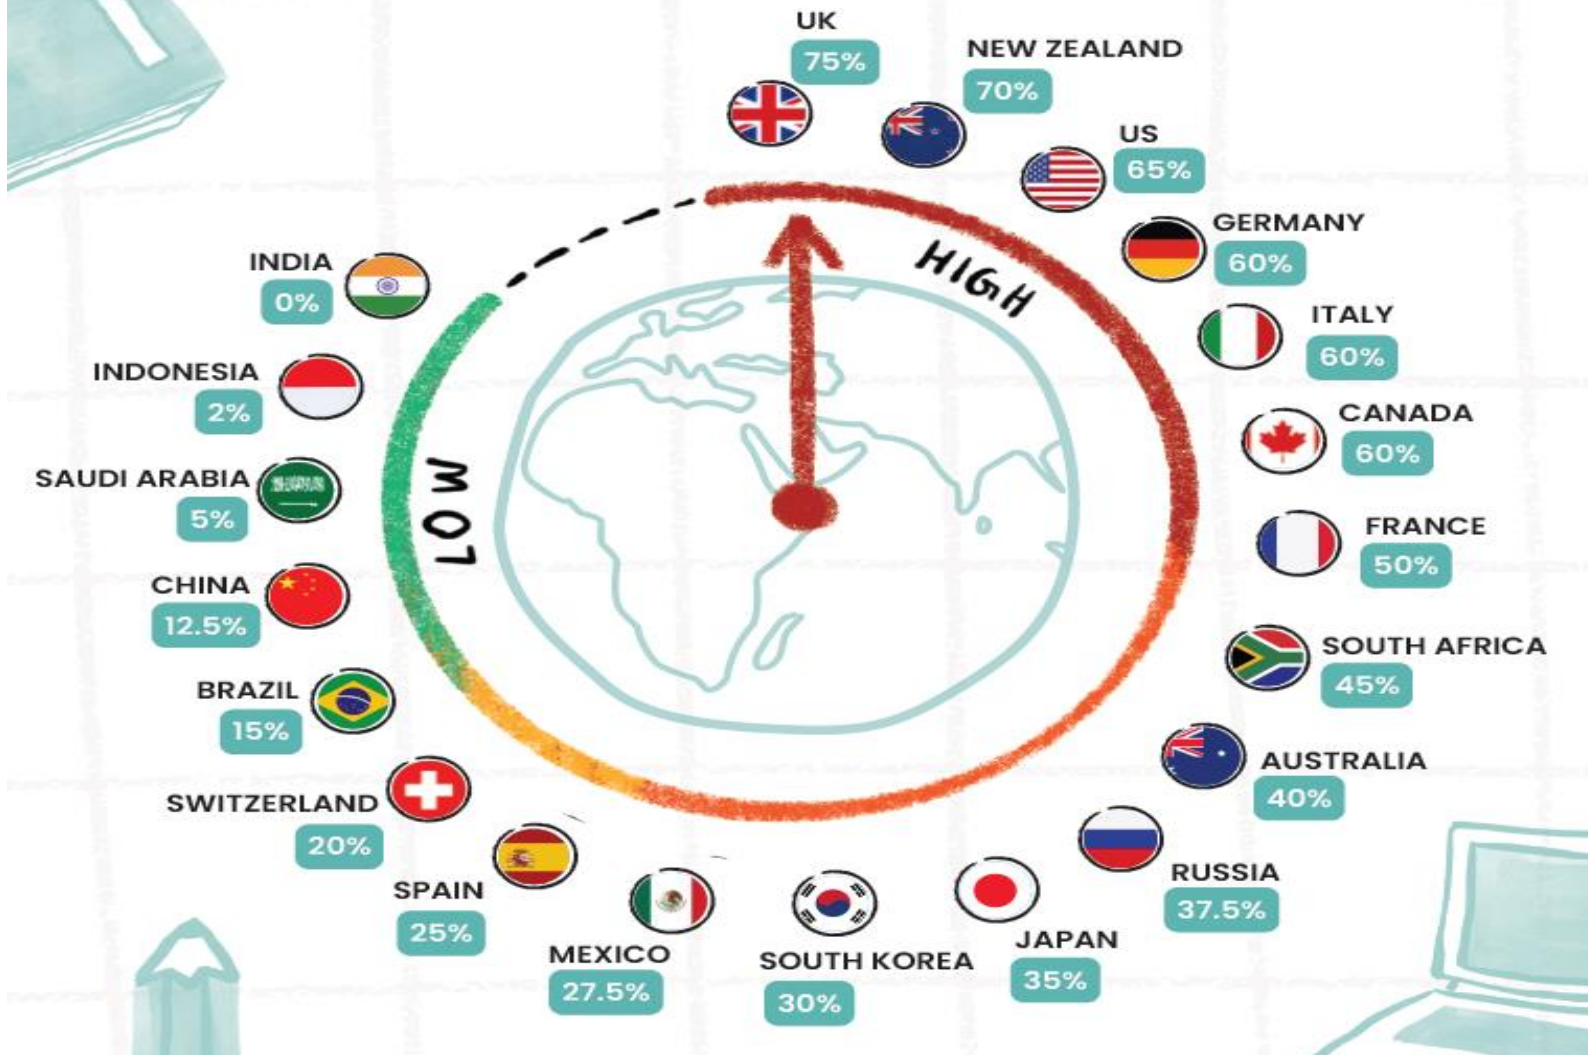 UK
75%
NEW ZEALAND
70%
US
65%
GERMANY
60%
ITALY
60%
CANADA
60%
FRANCE
50%
SOUTH AFRICA
45%
AUSTRALIA
40%
RUSSIA
37.5%
JAPAN
35%
SOUTH KOREA
30%
MEXICO
27.5%
SPAIN
25%
SWITZERLAND
20%
BRAZIL
15%
CHINA
12.5%
SAUDI ARABIA
5%
INDONESIA
2%
INDIA
0%
HIGH
LOW